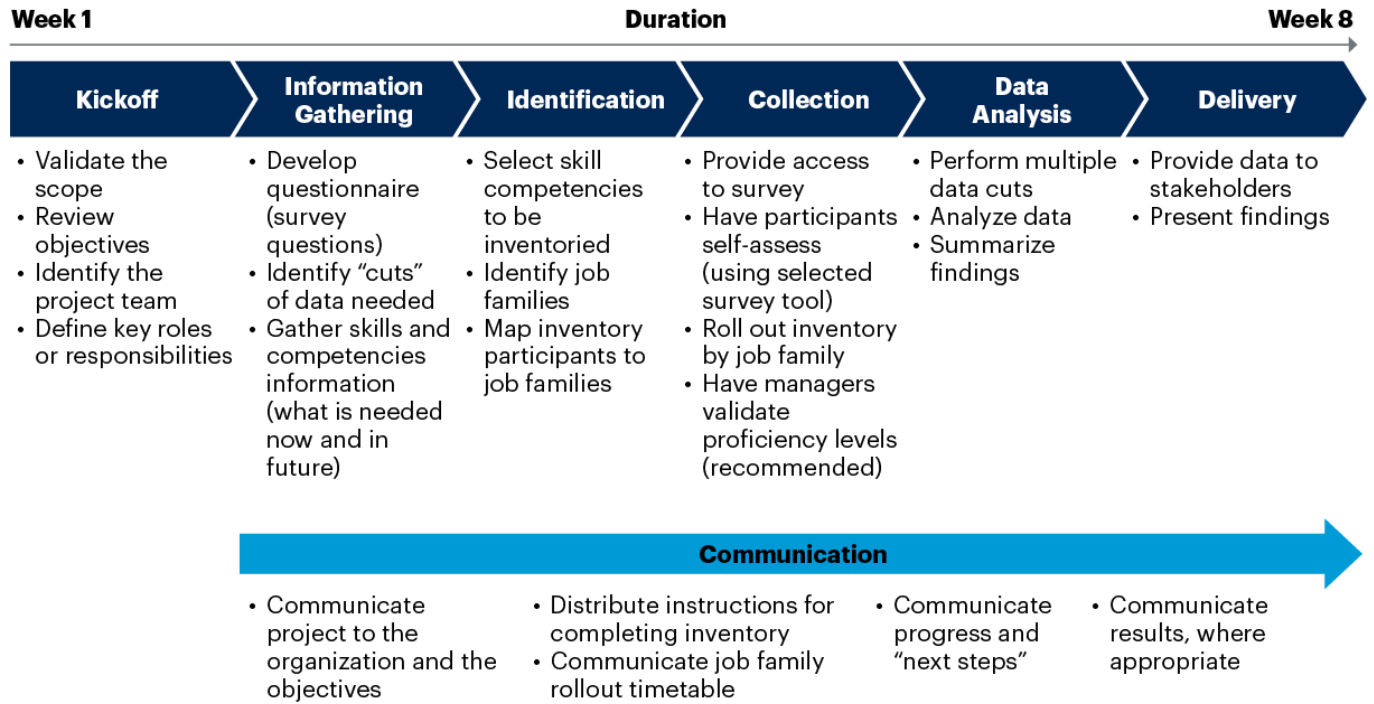 Week 1
Duration
Week 8
Kickoff
Information
Gathering
Identification
Collection
Data
Analysis
Delivery
• Validate the
scope
• Review
objectives
• Identify the
project team
• Define key roles
or responsibilities
• Develop
questionnaire
(survey
questions)
• Identify “cuts”
of data needed
• Gather skills and
competencies
information
(what is needed
now and in
future)
• Select skill
competencies
to be
inventoried
• Identify job
families
• Map inventory
participants to
job families
• Provide access
to survey
• Have participants
self-assess
(using selected
survey tool)
• Roll out inventory
by job family
• Have managers
validate
proficiency levels
(recommended)
• Perform multiple
data cuts
• Analyze data
• Summarize
findings
• Provide data to
stakeholders
• Present findings
Communication
• Communicate
project to the
organization and the
objectives
• Distribute instructions for
completing inventory
• Communicate job family
rollout timetable
• Communicate
progress and
“next steps”
• Communicate
results, where
appropriate